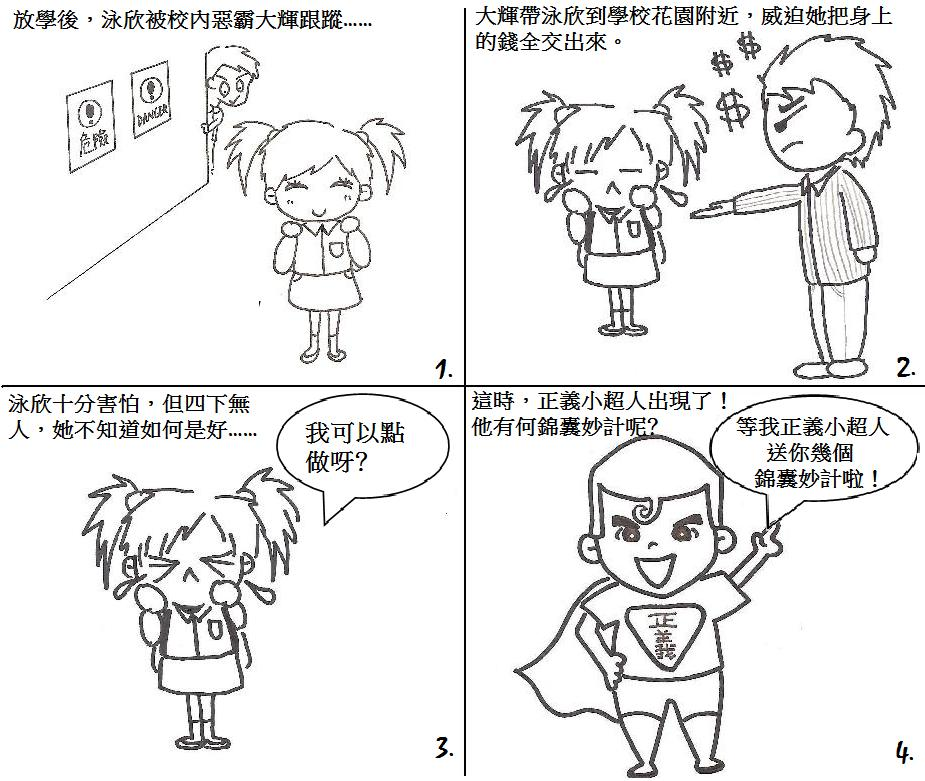 放學後，泳欣被校內惡霸大輝跟蹤......
危險
DANGER
1.
大輝帶泳欣到學校花園附近，威迫她把身上
的錢全交出來。
$ $
$
2.
泳欣十分害怕，但四下無
人，她不知道如何是好......
我可以點
做呀?
3.
這時，正義小超人出現了！
他有何錦囊妙計呢?
等我正義小超人
送你幾個
錦囊妙計啦！
正
義
4.